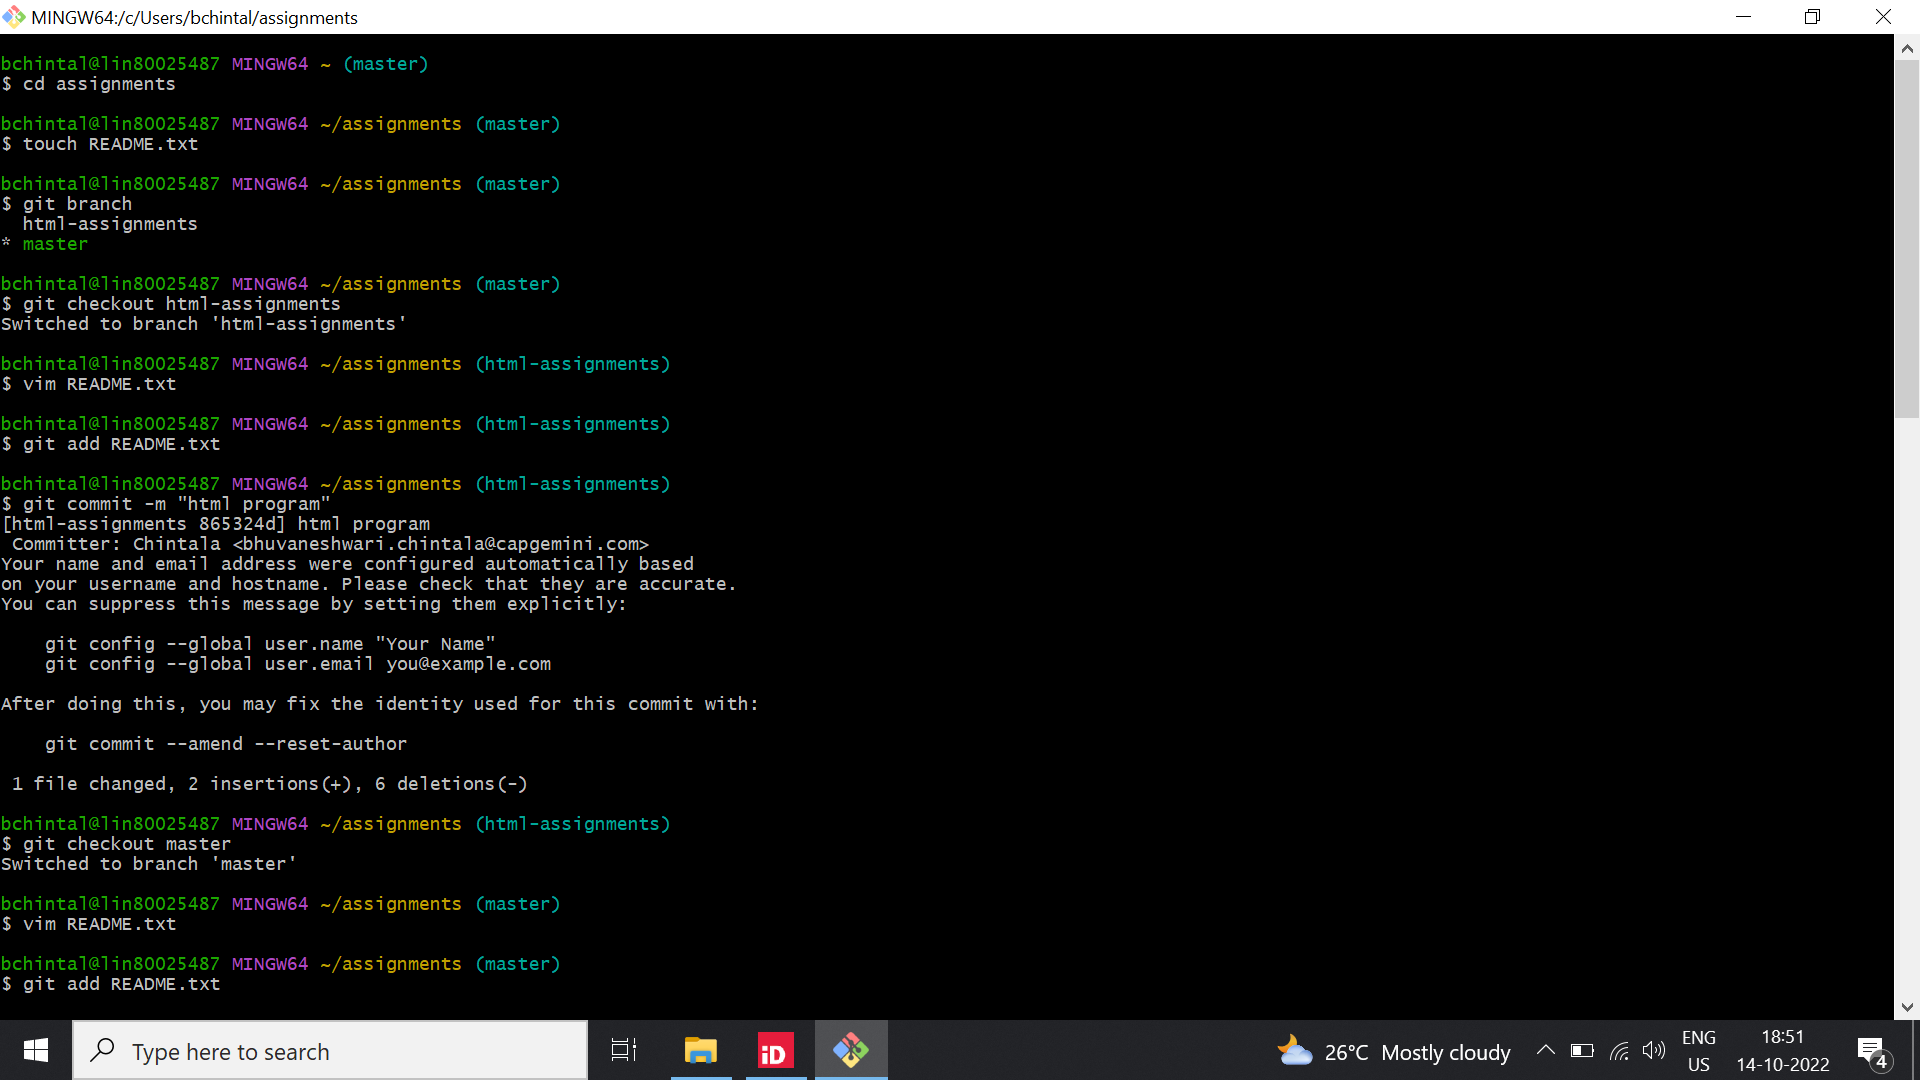 MINGW64:/c/Users/bchintal/assignments
bchintal@lin80025487 MINGW64 ~ (master)
$ cd assignments
bchintal@lin80025487 MINGW64 ~/assignments (master)
$ touch README.txt
bchintal@lin80025487 MINGW64 ~/assignments (master)
$ git branch
  html-assignments
* master
bchintal@lin80025487 MINGW64 ~/assignments (master)
$ git checkout html-assignments
Switched to branch 'html-assignments'
bchintal@lin80025487 MINGW64 ~/assignments (html-assignments)
$ vim README.txt
bchintal@lin80025487 MINGW64 ~/assignments (html-assignments)
$ git add README.txt
bchintal@lin80025487 MINGW64 ~/assignments (html-assignments)
$ git commit -m "html program"
[html-assignments 865324d] html program
 Committer: Chintala <bhuvaneshwari.chintala@capgemini.com>
Your name and email address were configured automatically based
on your username and hostname. Please check that they are accurate.
You can suppress this message by setting them explicitly:
    git config --global user.name "Your Name"
    git config --global user.email you@example.com
After doing this, you may fix the identity used for this commit with:
    git commit --amend --reset-author
 1 file changed, 2 insertions(+), 6 deletions(-)
bchintal@lin80025487 MINGW64 ~/assignments (html-assignments)
$ git checkout master
Switched to branch 'master'
bchintal@lin80025487 MINGW64 ~/assignments (master)
$ vim README.txt
bchintal@lin80025487 MINGW64 ~/assignments (master)
$ git add README.txt
Type here to search
iD
26°C Mostly cloudy
ENG
US
18:51
14-10-2022
4